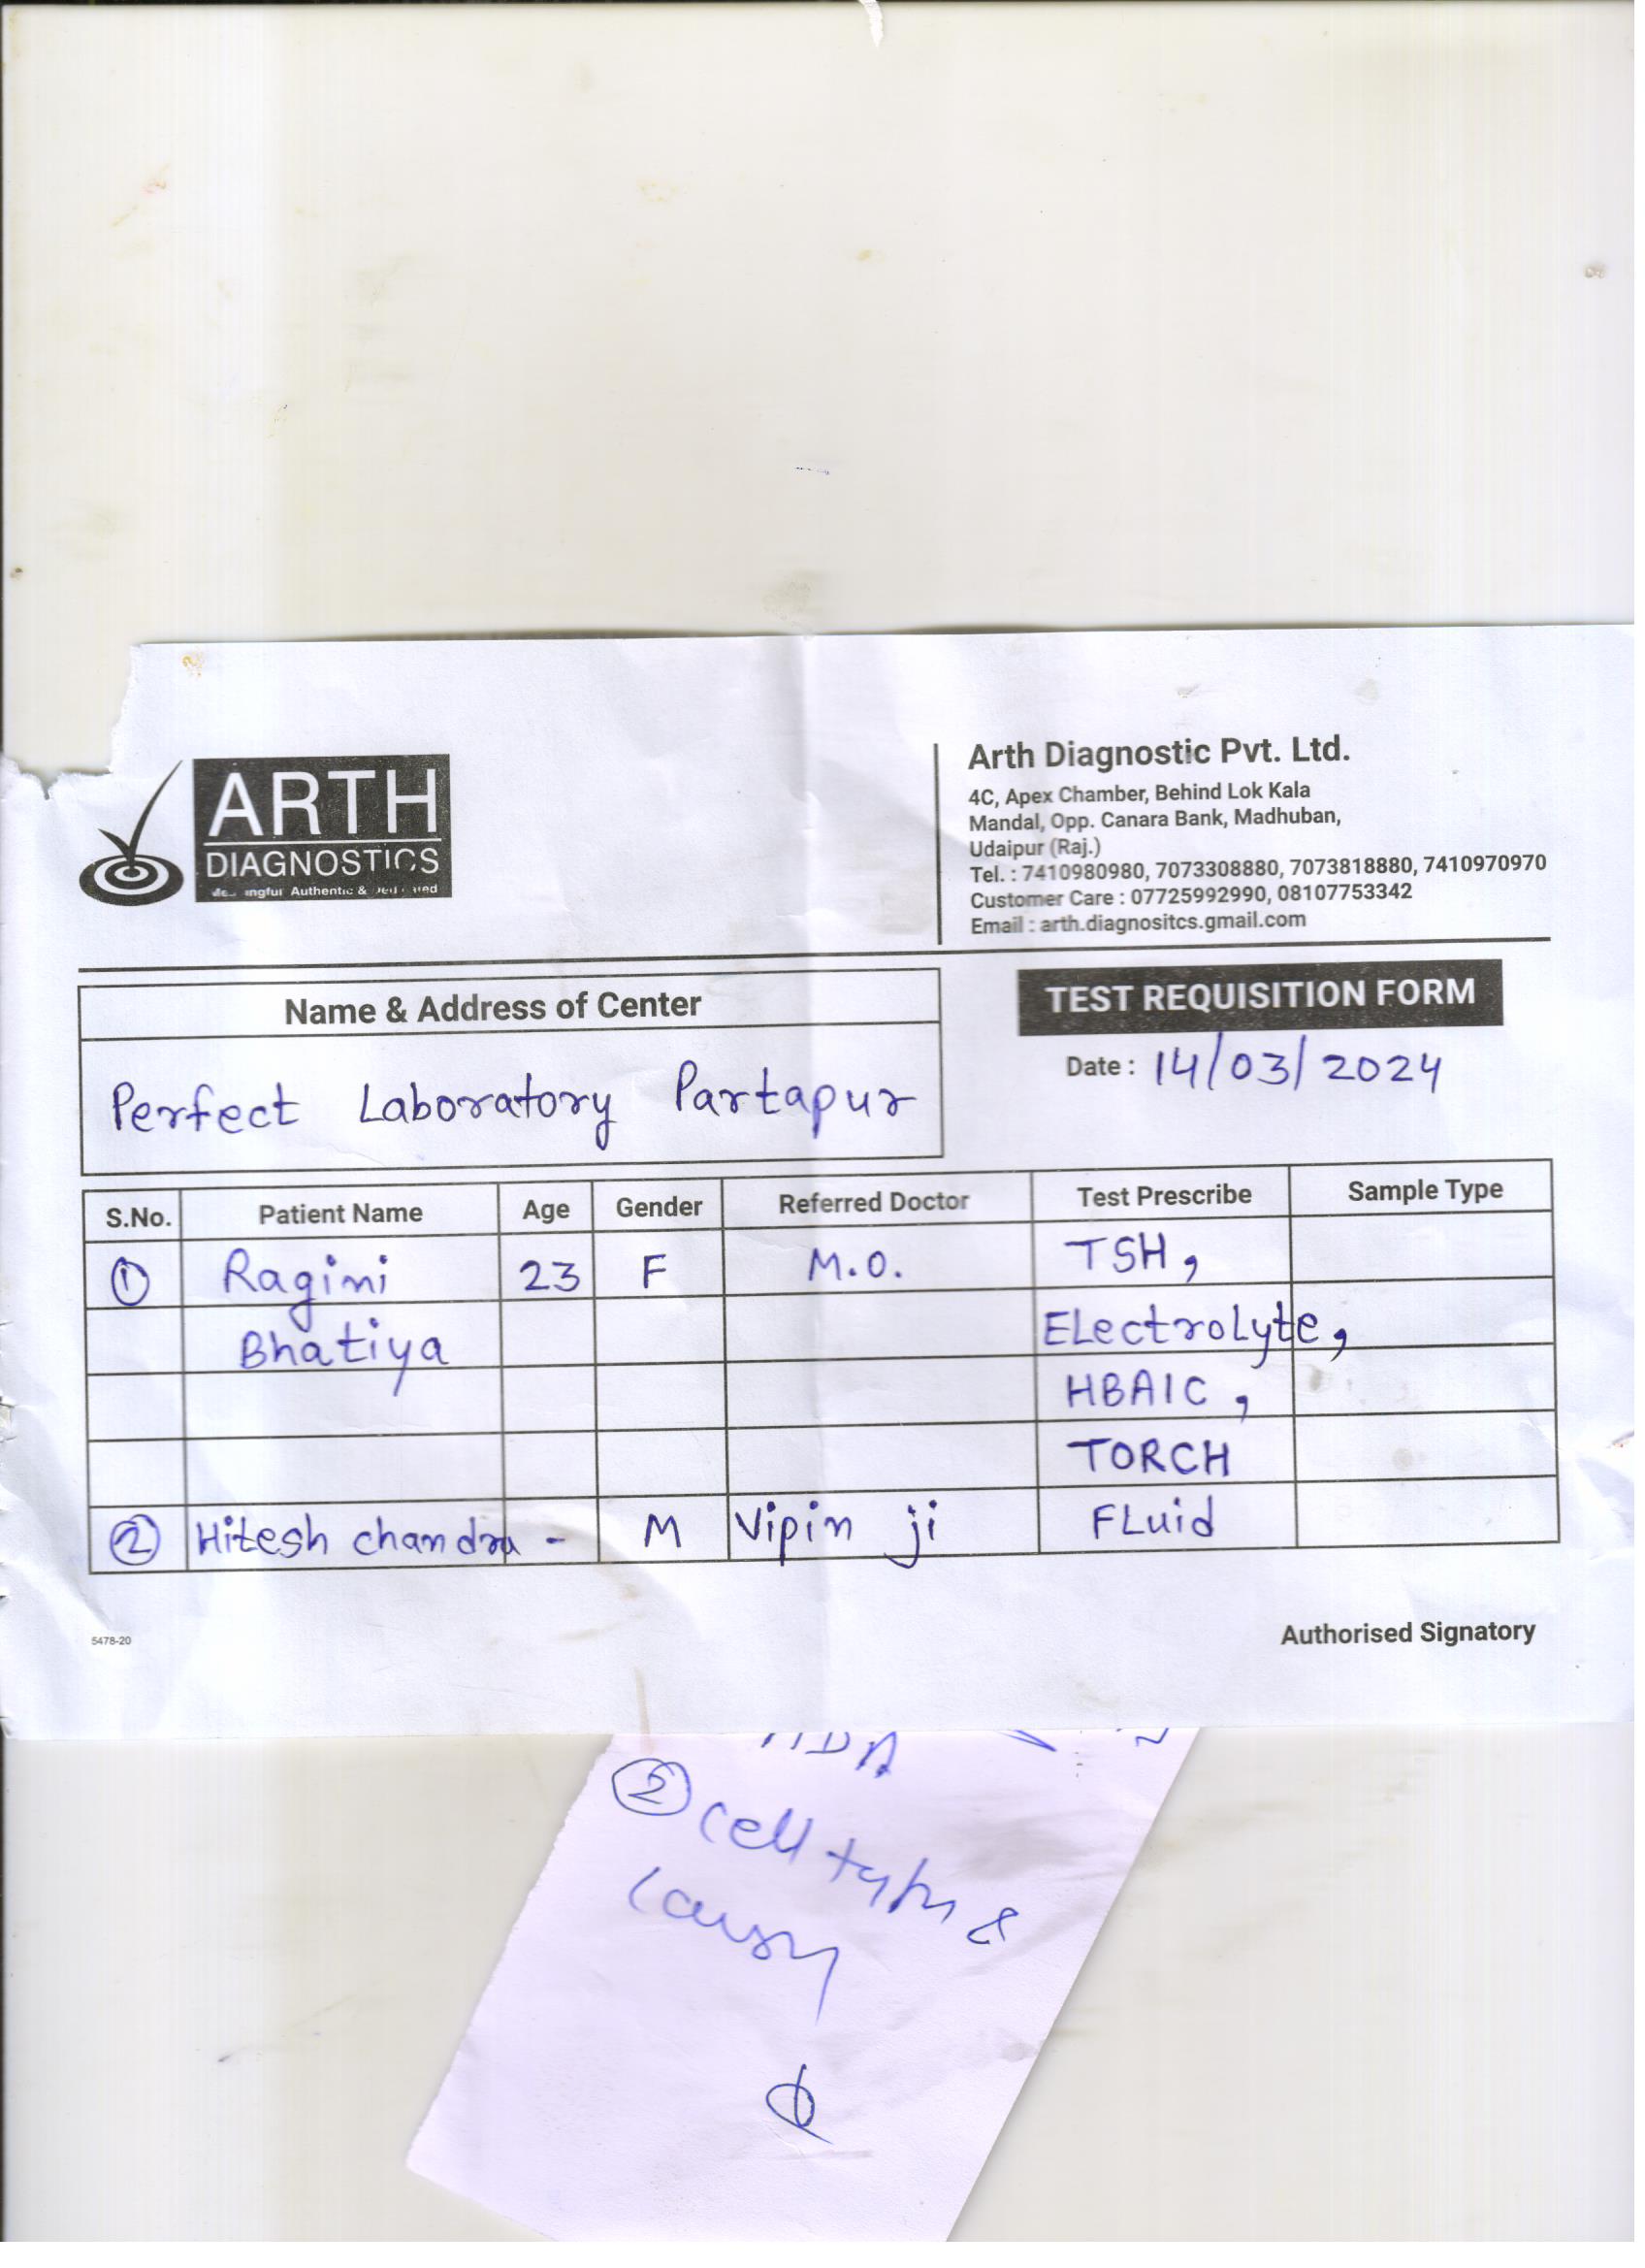 ARTH
DIAGNOSTICS
Authentic &
Arth Diagnostic Pvt. Ltd.
4C, Apex Chamber, Behind Lok Kala
Mandal, Opp. Canara Bank, Madhuban,
Udaipur (Raj.)
Tel. : 7410980980, 7073308880, 7073818880, 7410970970
Customer Care : 07725992990, 08107753342
Email : arth.diagnositcs.gmail.com
Name & Address of Center
Perfect Laboratory Partapur
TEST REQUISITION FORM
Date : 14/03/2024
S.No. Patient Name Age Gender Referred Doctor Test Prescribe Sample Type
1 Ragini 23 F M.O. TSH,
Bhatiya Electrolyte,
HBA1C,
TORCH
2 Hitesh chandra - M Vipin ji FLuid
5478-20
Authorised Signatory
2 cell type &